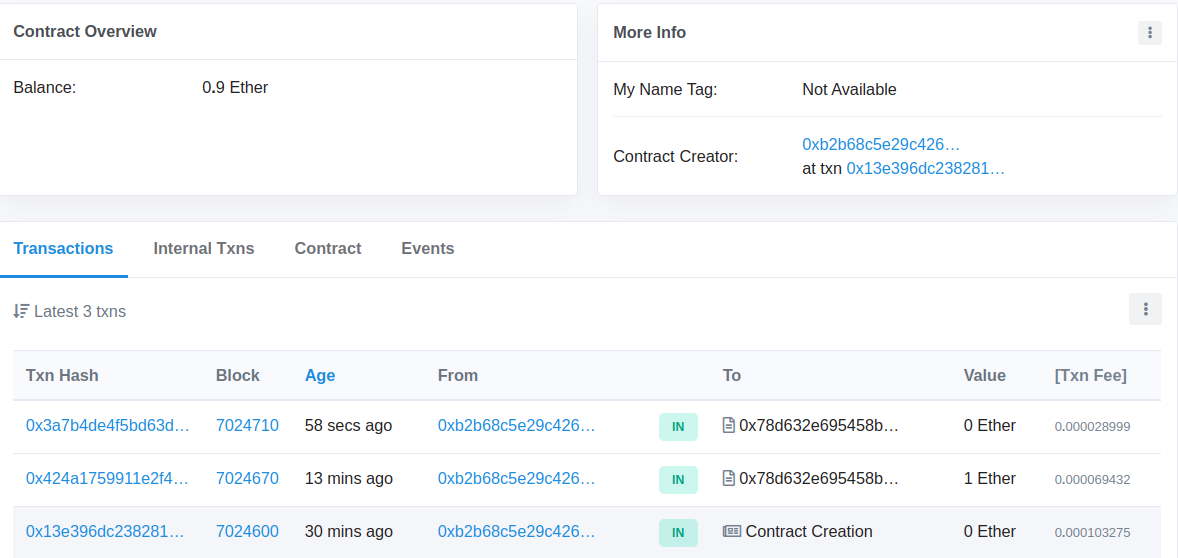 Contract Overview
Balance: 0.9 Ether
More Info
My Name Tag: Not Available
Contract Creator: 0xb2b68c5e29c426…
at txn 0x13e396dc238281…
Transactions Internal Txns Contract Events
Latest 3 txns
Txn Hash Block Age From To Value [Txn Fee]
0x3a7b4de4f5bd63d… 7024710 58 secs ago 0xb2b68c5e29c426… IN 0x78d632e695458b… 0 Ether 0.000028999
0x424a1759911e2f4… 7024670 13 mins ago 0xb2b68c5e29c426… IN 0x78d632e695458b… 1 Ether 0.000069432
0x13e396dc238281… 7024600 30 mins ago 0xb2b68c5e29c426… IN Contract Creation 0 Ether 0.000103275